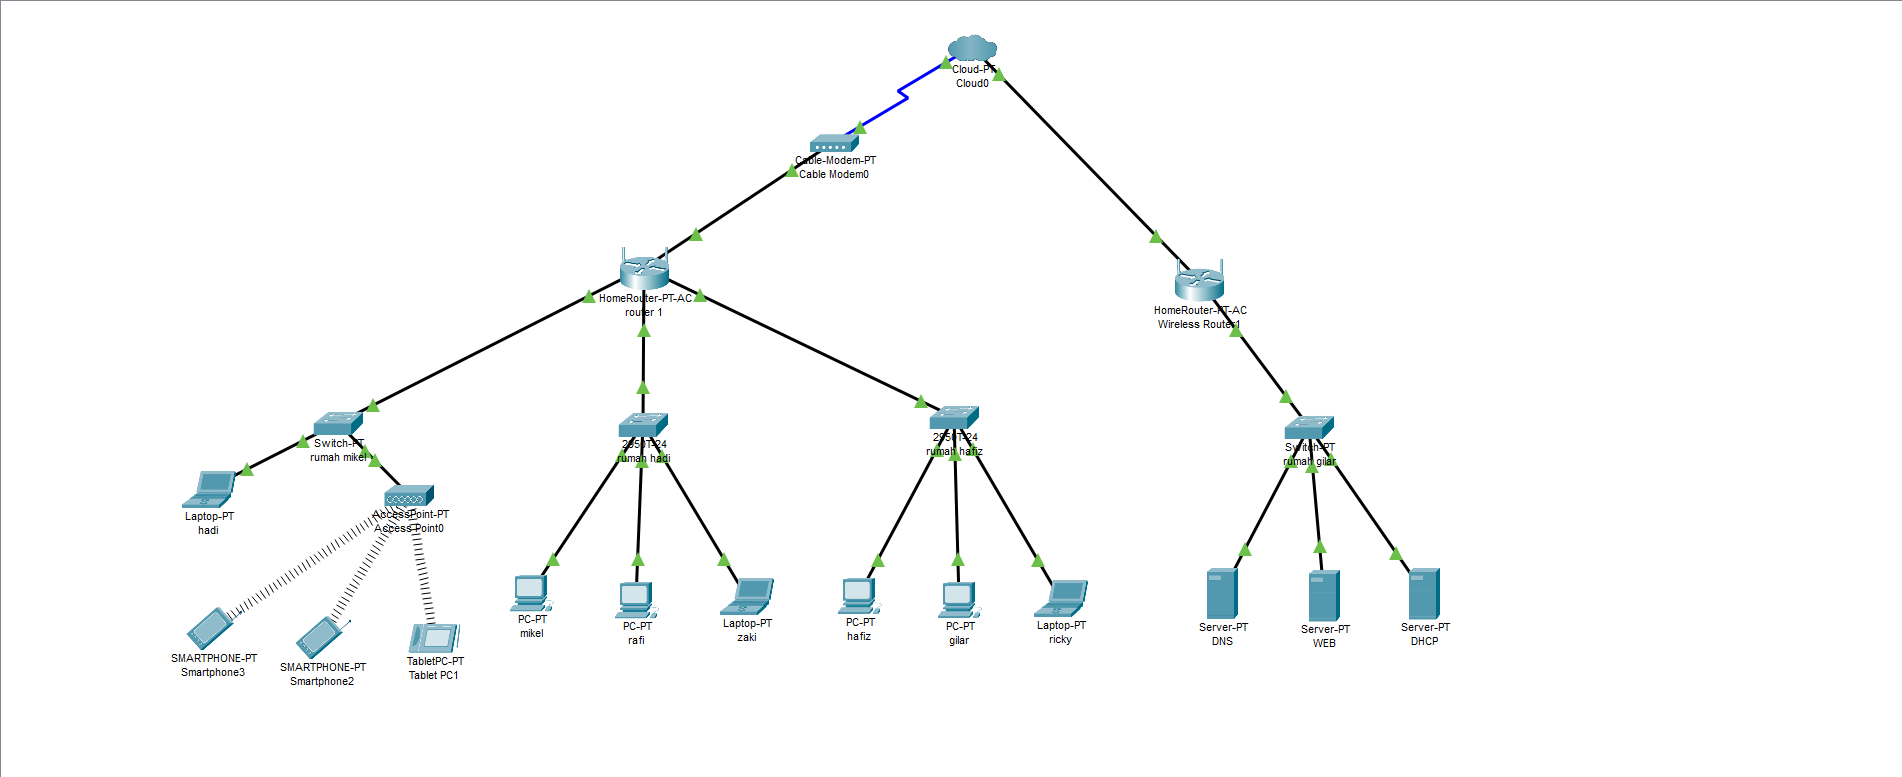 Cloud-PT
Cloud0
Cable-Modem-PT
Cable Modem0
HomeRouter-PT-AC
router 1
HomeRouter-PT-AC
Wireless Router1
Switch-PT
rumah mikel
2950T-24
rumah hadi
2950T-24
rumah hafiz
Switch-PT
rumah gilar
Laptop-PT
hadi
AccessPoint-PT
Access Point0
SMARTPHONE-PT
Smartphone3
SMARTPHONE-PT
Smartphone2
TabletPC-PT
Tablet PC1
PC-PT
mikel
PC-PT
rafi
Laptop-PT
zaki
PC-PT
hafiz
PC-PT
gilar
Laptop-PT
ricky
Server-PT
DNS
Server-PT
WEB
Server-PT
DHCP